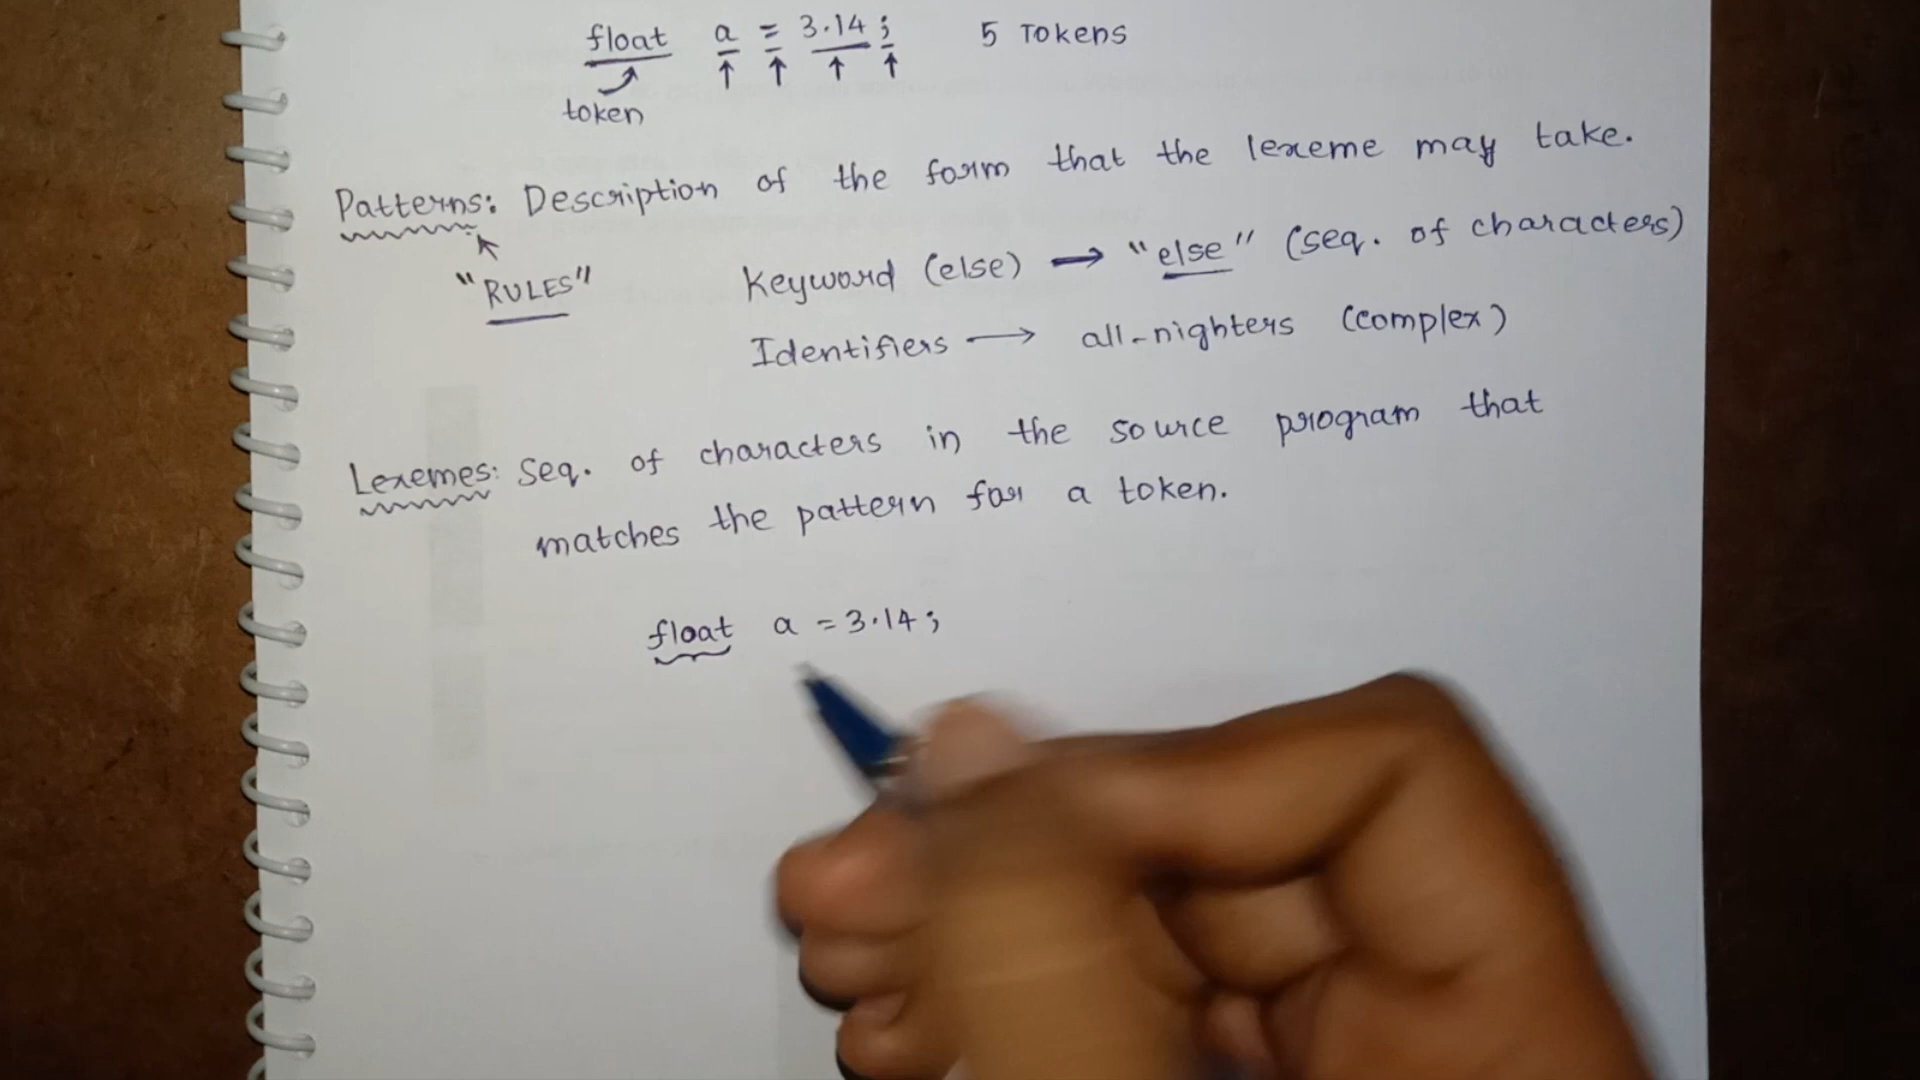 float a = 3.14; 5 Tokens
token
Patterns: Description of the form that the lexeme may take.
"RULES"
Keyword (else) → "else" (seq. of characters)
Identifiers → all-nighters (complex)
Lexemes: seq. of characters in the source program that
matches the pattern for a token.
float a = 3.14;